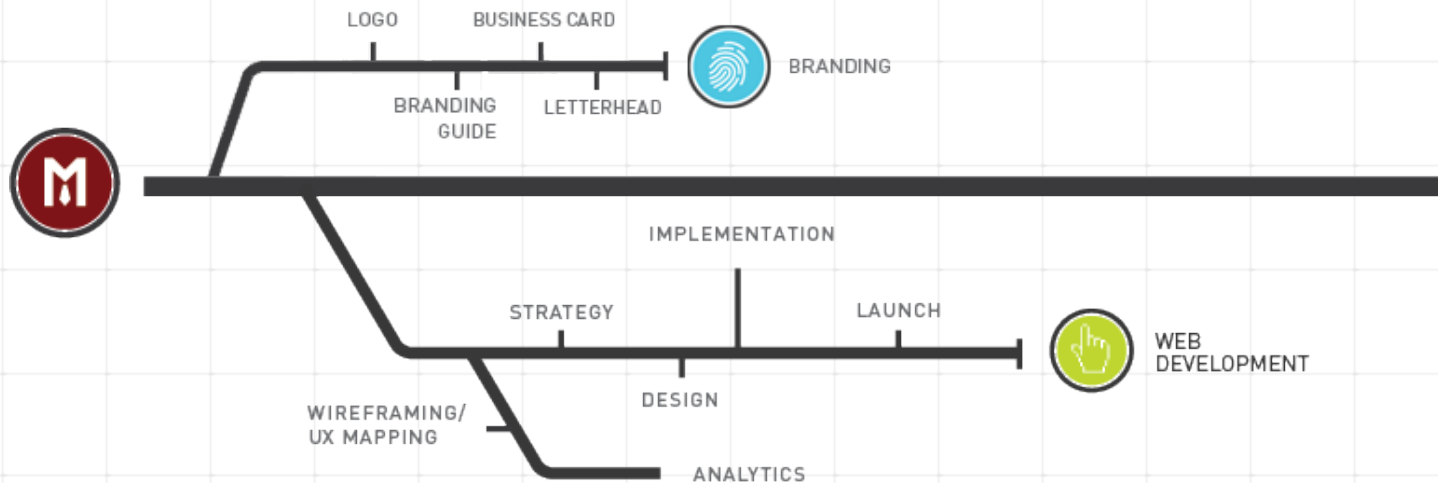 LOGO
BUSINESS CARD
BRANDING
BRANDING
GUIDE
LETTERHEAD
M
IMPLEMENTATION
STRATEGY
LAUNCH
WEB
DEVELOPMENT
DESIGN
WIREFRAMING/
UX MAPPING
ANALYTICS